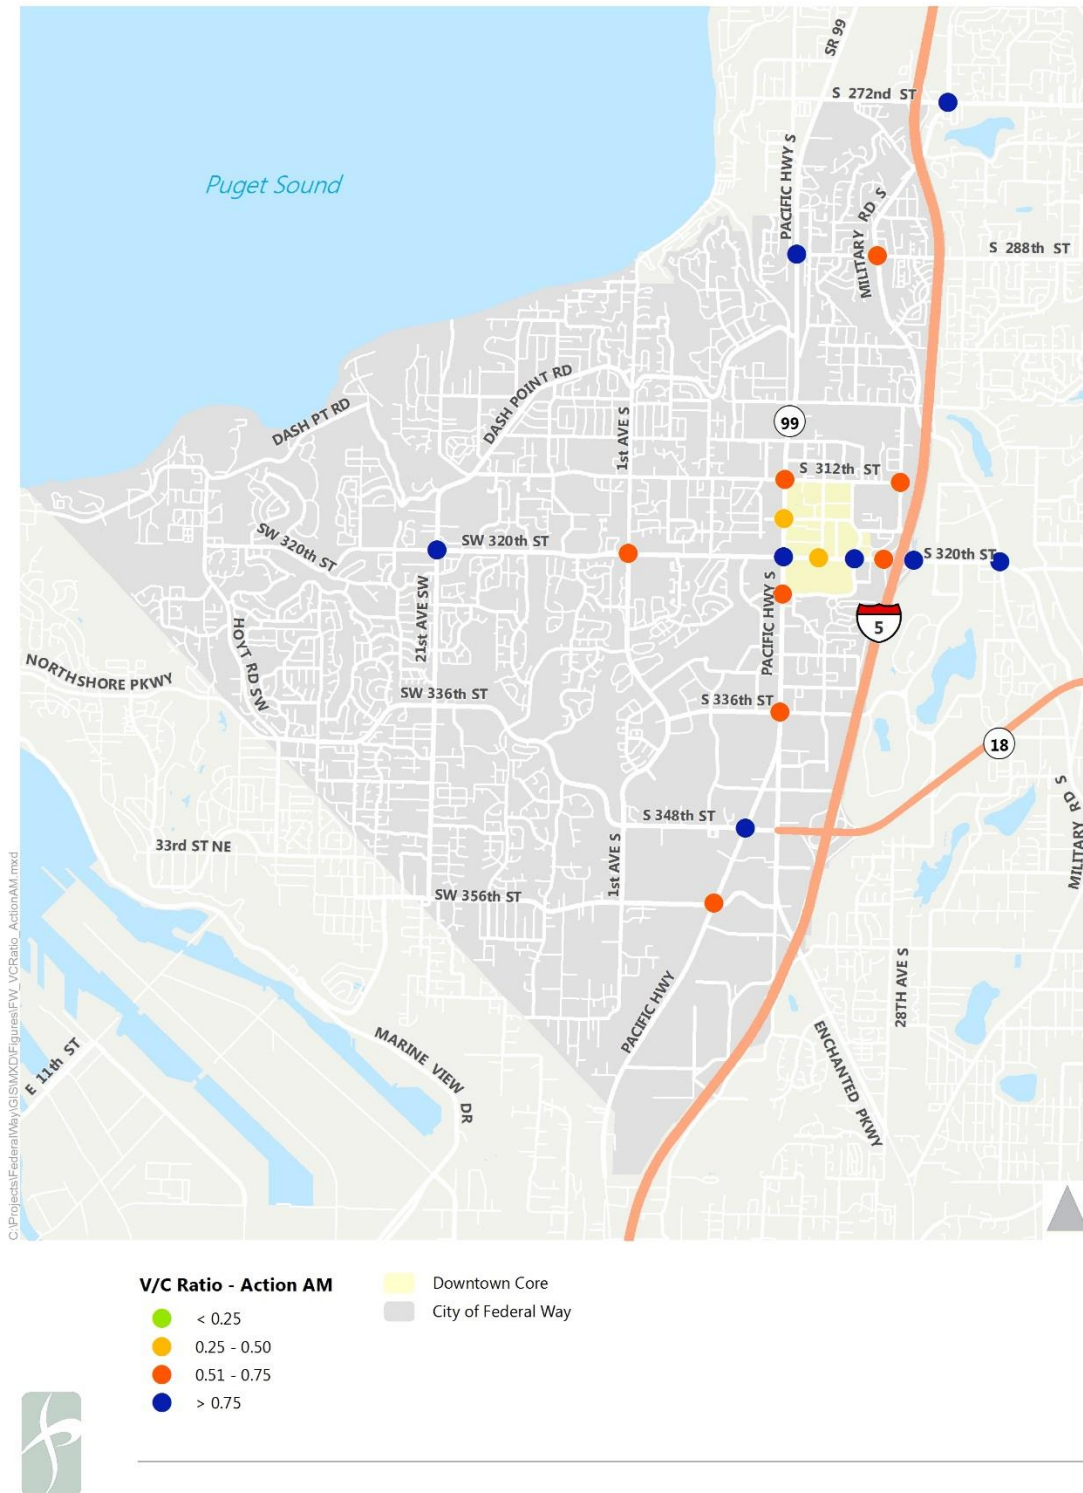 SR 99
S 272nd ST
Puget Sound
PACIFIC HWY S
MILITARY RD S
S 288th ST
DASH POINT RD
DASH PT RD
99
1st AVE S
S 312th ST
SW 320th ST
SW 320th ST
S 320th ST
21st AVE SW
PACIFIC HWY S
5
HOYT RD SW
NORTHSHORE PKWY
SW 336th ST
S 336th ST
18
MILITARY RD S
S 348th ST
33rd ST NE
1st AVE S
SW 356th ST
28TH AVE S
PACIFIC HWY
ENCHANTED PKWY
MARINE VIEW DR
E 11th ST
C:\Projects\FederalWay\GIS\MXD\Figures\FW_VCRatio_ActionAM.mxd
V/C Ratio - Action AM
< 0.25
0.25 - 0.50
0.51 - 0.75
> 0.75
Downtown Core
City of Federal Way